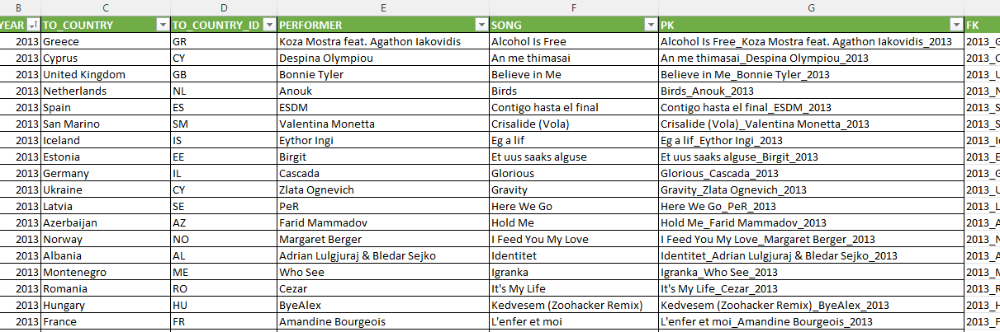 B C D E F G
YEAR TO_COUNTRY TO_COUNTRY_ID PERFORMER SONG PK FK
2013 Greece GR Koza Mostra feat. Agathon Iakovidis Alcohol Is Free Alcohol Is Free_Koza Mostra feat. Agathon Iakovidis_2013 2013_G
2013 Cyprus CY Despina Olympiou An me thimasai An me thimasai_Despina Olympiou_2013 2013_C
2013 United Kingdom GB Bonnie Tyler Believe in Me Believe in Me_Bonnie Tyler_2013 2013_U
2013 Netherlands NL Anouk Birds Birds_Anouk_2013 2013_N
2013 Spain ES ESDM Contigo hasta el final Contigo hasta el final_ESDM_2013 2013_S
2013 San Marino SM Valentina Monetta Crisalide (Vola) Crisalide (Vola)_Valentina Monetta_2013 2013_S
2013 Iceland IS Eythor Ingi Eg a lif Eg a lif_Eythor Ingi_2013 2013_Ic
2013 Estonia EE Birgit Et uus saaks alguse Et uus saaks alguse_Birgit_2013 2013_E
2013 Germany IL Cascada Glorious Glorious_Cascada_2013 2013_G
2013 Ukraine CY Zlata Ognevich Gravity Gravity_Zlata Ognevich_2013 2013_U
2013 Latvia SE PeR Here We Go Here We Go_PeR_2013 2013_L
2013 Azerbaijan AZ Farid Mammadov Hold Me Hold Me_Farid Mammadov_2013 2013_A
2013 Norway NO Margaret Berger I Feed You My Love I Feed You My Love_Margaret Berger_2013 2013_N
2013 Albania AL Adrian Lulgjuraj & Bledar Sejko Identitet Identitet_Adrian Lulgjuraj & Bledar Sejko_2013 2013_A
2013 Montenegro ME Who See Igranka Igranka_Who See_2013 2013_M
2013 Romania RO Cezar It's My Life It's My Life_Cezar_2013 2013_R
2013 Hungary HU ByeAlex Kedvesem (Zoohacker Remix) Kedvesem (Zoohacker Remix)_ByeAlex_2013 2013_H
2013 France FR Amandine Bourgeois L'enfer et moi L'enfer et moi_Amandine Bourgeois_2013 2013_F